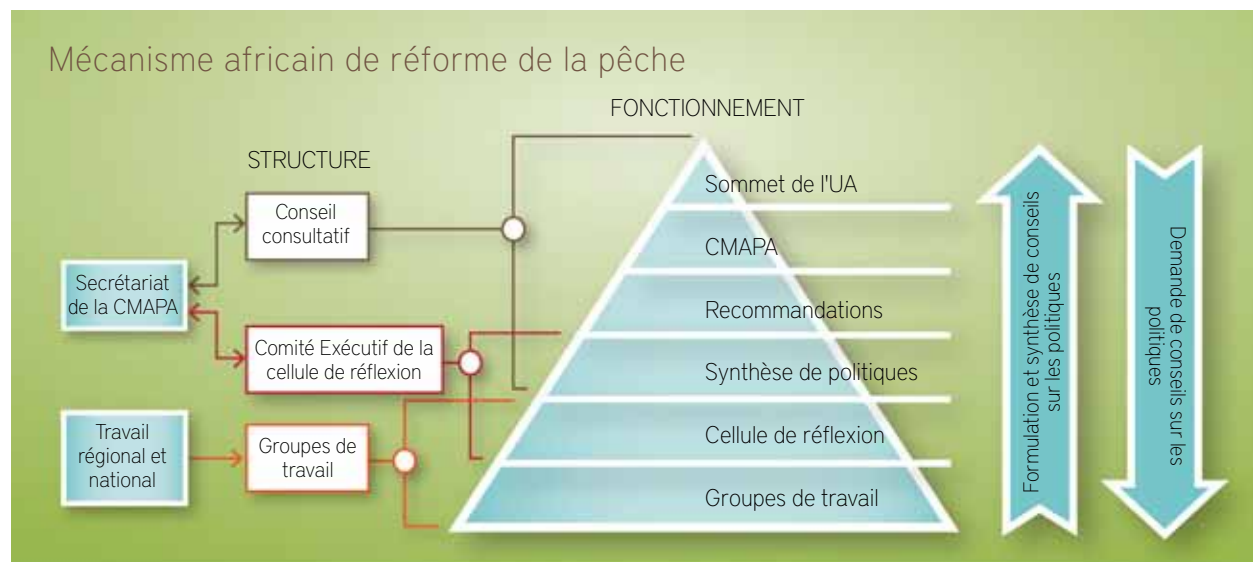 Mécanisme africain de réforme de la pêche
FONCTIONNEMENT
STRUCTURE
Conseil
consultatif
Secrétariat
de la CMAPA
Comité Exécutif de la
cellule de réflexion
Travail
régional et
national
Groupes de
travail
Sommet de l'UA
CMAPA
Recommandations
Synthèse de politiques
Cellule de réflexion
Groupes de travail
Formulation et synthèse de conseils
sur les politiques
Demande de conseils sur les
politiques